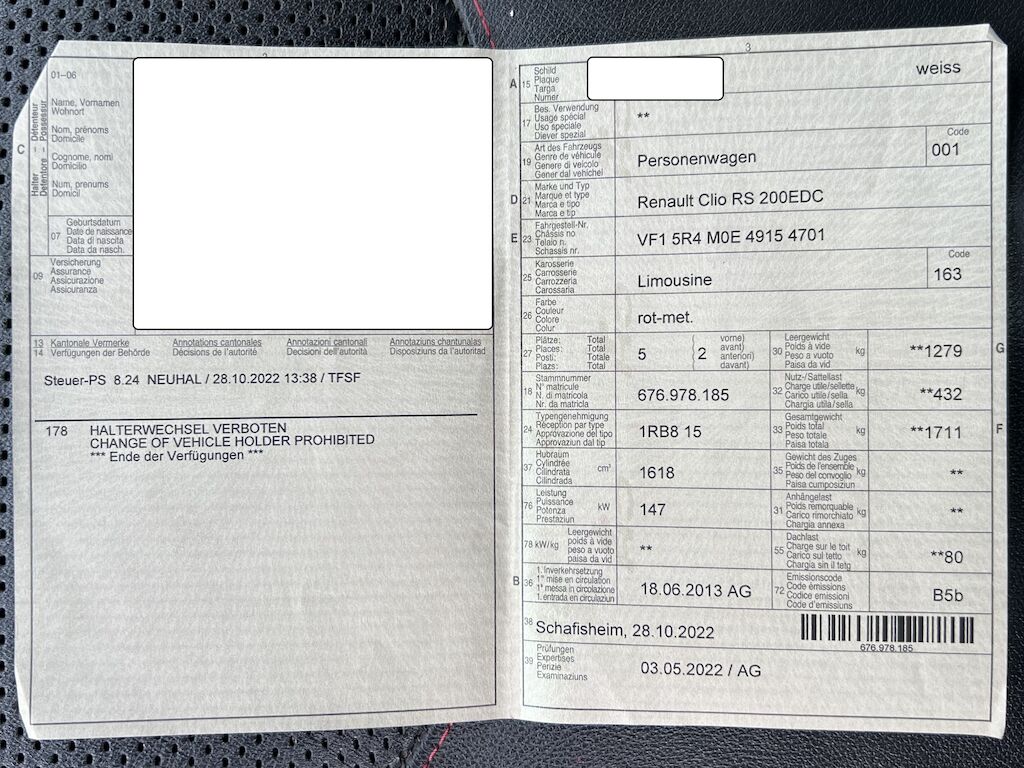 2
01–06
Name, Vornamen
Wohnort
Nom, prénoms
Domicile
Cognome, nomi
Domicilio
Num, prenums
Domicil
C
Halter – Détenteur
Detentore – Possessur
07
Geburtsdatum
Date de naissance
Data di nascita
Data da nasch.
09
Versicherung
Assurance
Assicurazione
Assicuranza
13 Kantonale Vermerke Annotations cantonales Annotazioni cantonali Annotaziuns chantunalas
14 Verfügungen der Behörde Décisions de l'autorité Decisioni dell'autorità Disposiziuns da l'autoritad
Steuer-PS 8.24 NEUHAL / 28.10.2022 13:38 / TFSF
178 HALTERWECHSEL VERBOTEN
CHANGE OF VEHICLE HOLDER PROHIBITED
*** Ende der Verfügungen ***
3
A 15
Schild
Plaque
Targa
Numer
weiss
17
Bes. Verwendung
Usage spécial
Uso speciale
Diever spezial
**
19
Art des Fahrzeugs
Genre de véhicule
Genere di veicolo
Gener dal vehichel
Personenwagen
Code
001
D 21
Marke und Typ
Marque et type
Marca e tipo
Marca e tip
Renault Clio RS 200EDC
E 23
Fahrgestell-Nr.
Châssis no
Telaio n.
Schassis nr.
VF1 5R4 M0E 4915 4701
25
Karosserie
Carrosserie
Carrozzeria
Carossaria
Limousine
Code
163
26
Farbe
Couleur
Colore
Colur
rot-met.
27
Plätze: Total
Places: Total
Posti: Totale
Plazs: Total
5
( vorne)
avant)
anteriori)
( davant)
2
30
Leergewicht
Poids à vide
Peso a vuoto
Paisa da vid
kg
**1279
G
18
Stammnummer
N° matricule
N. di matricola
Nr. da matricla
676.978.185
32
Nutz-/Sattellast
Charge utile/sellette
Carico utile/sella
Chargia utila/sella
kg
**432
24
Typengenehmigung
Réception par type
Approvazione del tipo
Approvaziun dal tip
1RB8 15
33
Gesamtgewicht
Poids total
Peso totale
Paisa totala
kg
**1711
F
37
Hubraum
Cylindrée
Cilindrata
Cilindrada
cm³
1618
35
Gewicht des Zuges
Poids de l'ensemble
Peso del convoglio
Paisa cumposiziun
kg
**
76
Leistung
Puissance
Potenza
Prestaziun
kW
147
31
Anhängelast
Poids remorquable
Carico rimorchiato
Chargia annexa
kg
**
78 kW/kg
Leergewicht
poids à vide
peso a vuoto
paisa da vid
**
55
Dachlast
Charge sur le toit
Carico sul tetto
Chargia sin il tetg
kg
**80
B 36
1. Inverkehrsetzung
1re mise en circulation
1a messa in circolazione
1. entrada en circulaziun
18.06.2013 AG
72
Emissionscode
Code émissions
Codice emissioni
Code d'emissiuns
B5b
38
Schafisheim, 28.10.2022
676.978.185
39
Prüfungen
Expertises
Perizie
Examinaziuns
03.05.2022 / AG